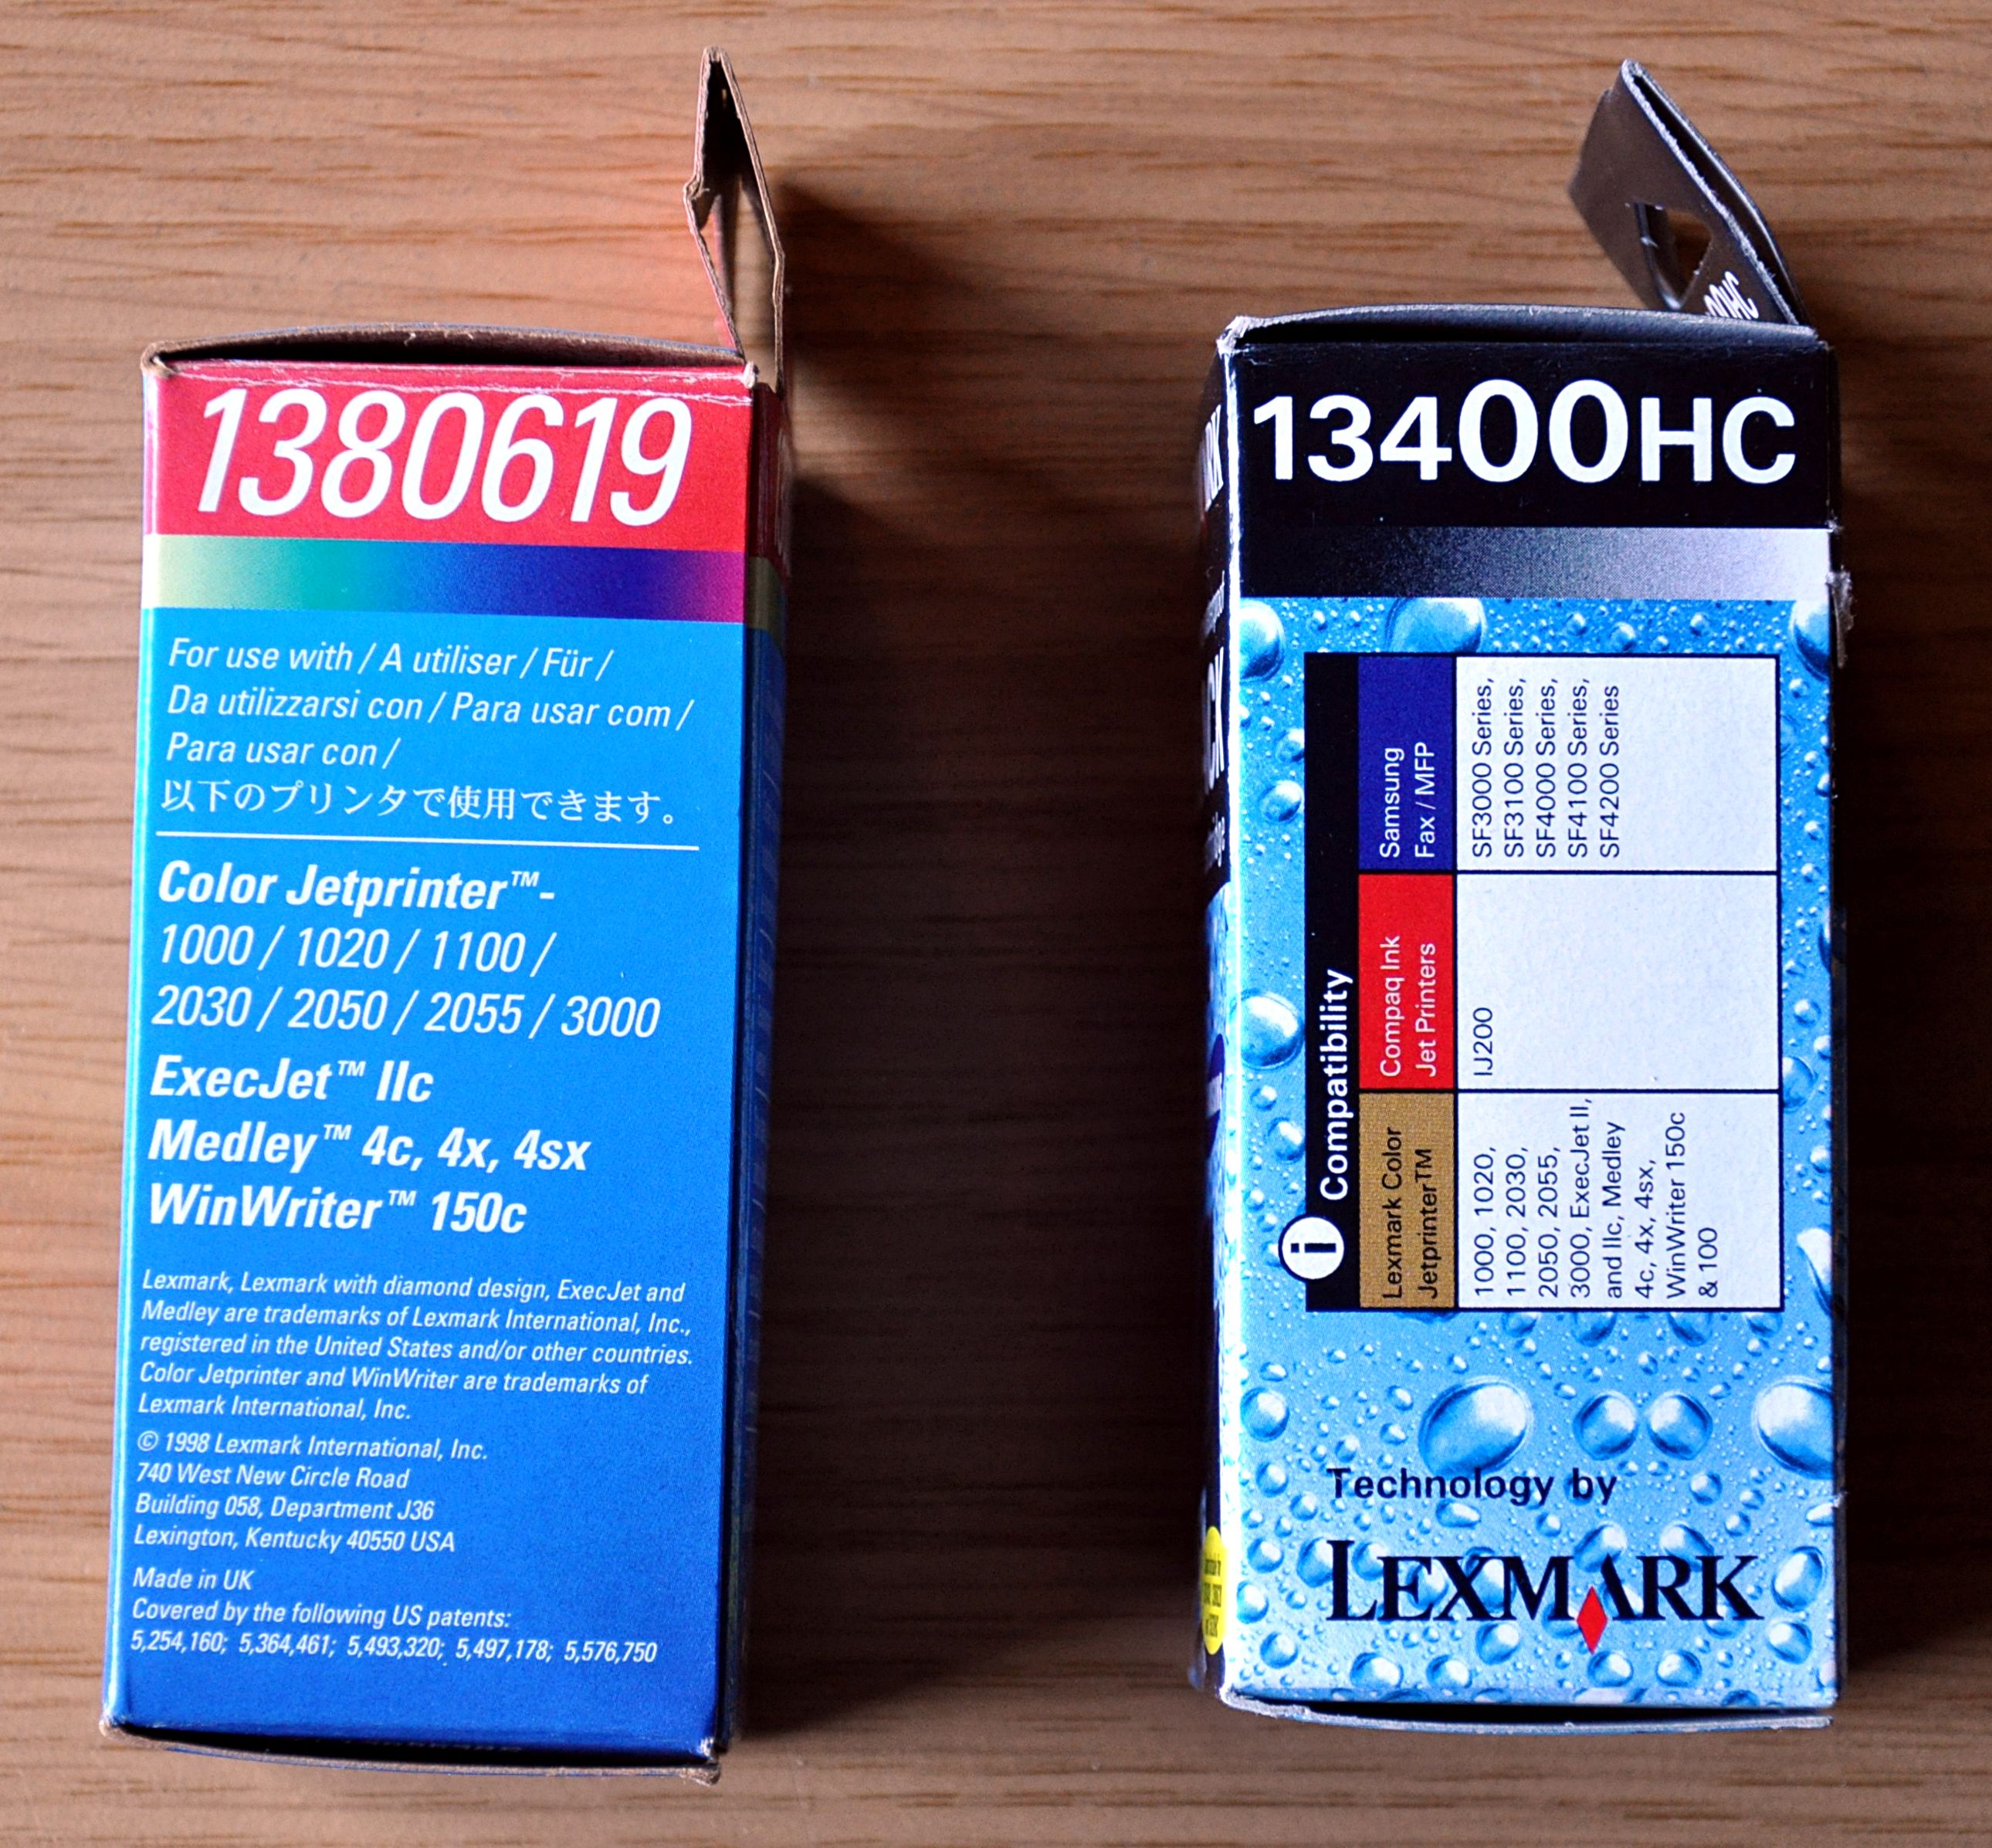 1380619
For use with / A utiliser / Für /
Da utilizzarsi con / Para usar com /
Para usar con /
以下のプリンタで使用できます。
Color Jetprinter™-
1000 / 1020 / 1100 /
2030 / 2050 / 2055 / 3000
ExecJet™ IIc
Medley™ 4c, 4x, 4sx
WinWriter™ 150c
Lexmark, Lexmark with diamond design, ExecJet and
Medley are trademarks of Lexmark International, Inc.,
registered in the United States and/or other countries.
Color Jetprinter and WinWriter are trademarks of
Lexmark International, Inc.
© 1998 Lexmark International, Inc.
740 West New Circle Road
Building 058, Department J36
Lexington, Kentucky 40550 USA
Made in UK
Covered by the following US patents:
5,254,160; 5,364,461; 5,493,320; 5,497,178; 5,576,750
13400HC
i Compatibility
Lexmark Color
Jetprinter™
1000, 1020,
1100, 2030,
2050, 2055,
3000, ExecJet II,
and IIc, Medley
4c, 4x, 4sx,
WinWriter 150c
& 100
Compaq Ink
Jet Printers
IJ200
Samsung
Fax / MFP
SF3000 Series,
SF3100 Series,
SF4000 Series,
SF4100 Series,
SF4200 Series
Technology by
LEXMARK